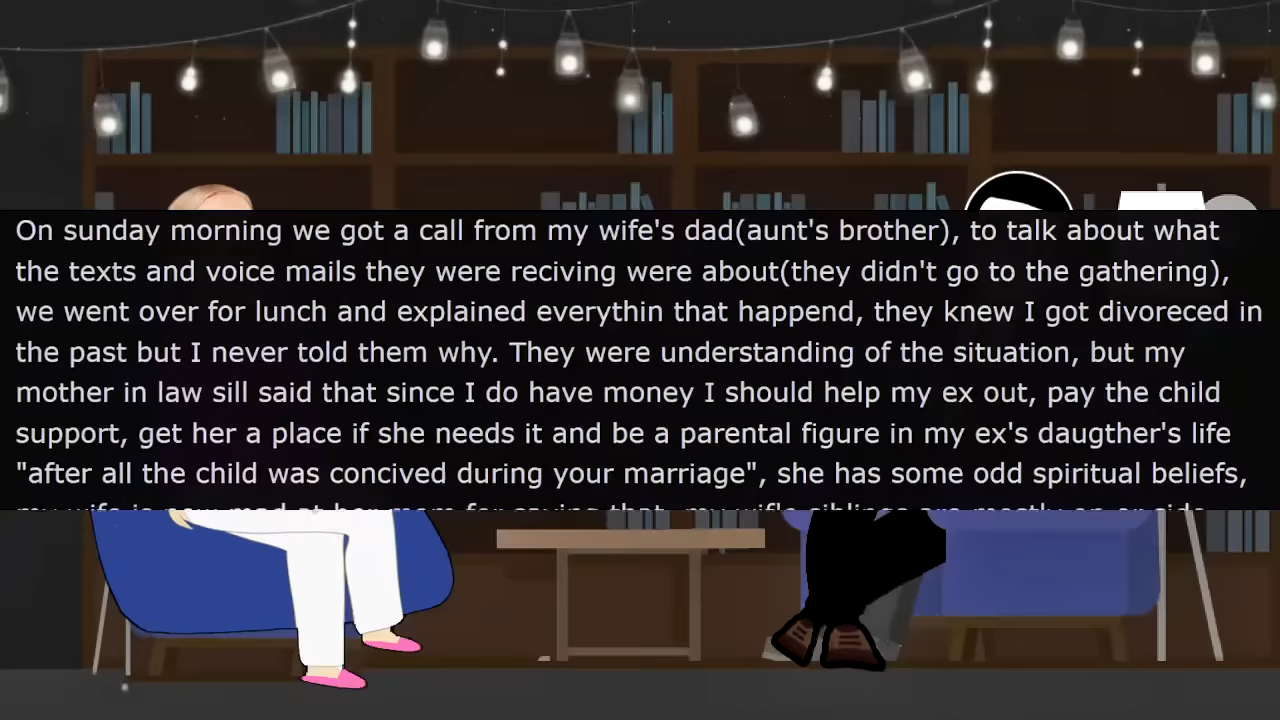 On sunday morning we got a call from my wife's dad(aunt's brother), to talk about what
the texts and voice mails they were reciving were about(they didn't go to the gathering),
we went over for lunch and explained everythin that happend, they knew I got divoreced in
the past but I never told them why. They were understanding of the situation, but my
mother in law sill said that since I do have money I should help my ex out, pay the child
support, get her a place if she needs it and be a parental figure in my ex's daugther's life
"after all the child was concived during your marriage", she has some odd spiritual beliefs,